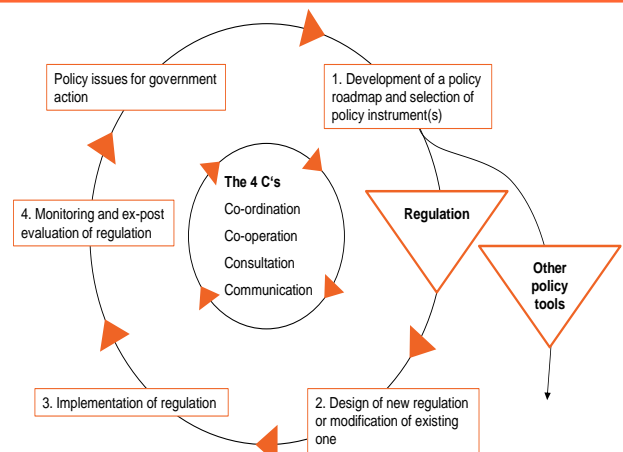 Policy issues for government
action
1. Development of a policy
roadmap and selection of
policy instrument(s)
The 4 C‘s
Co-ordination
Co-operation
Consultation
Communication
Regulation
Other
policy
tools
4. Monitoring and ex-post
evaluation of regulation
3. Implementation of regulation
2. Design of new regulation
or modification of existing
one